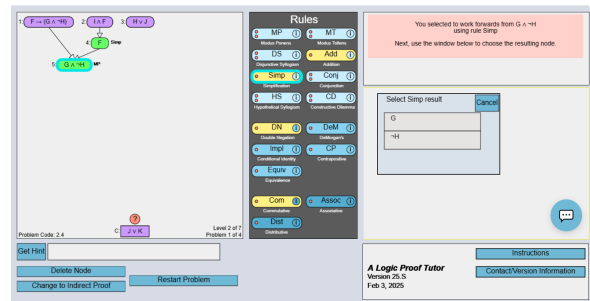 1: F → (G ∧ ¬H)
2: I ∧ F
3: H ∨ J
4: F Simp
5: G ∧ ¬H MP
?
C: J ∨ K
Problem Code: 2.4
Level 2 of 7
Problem 1 of 4
Rules
MP
Modus Ponens
MT
Modus Tollens
DS
Disjunctive Syllogism
Add
Addition
Simp
Simplification
Conj
Conjunction
HS
Hypothetical Syllogism
CD
Constructive Dilemma
DN
Double Negation
DeM
DeMorgan's
Impl
Conditional Identity
CP
Contrapositive
Equiv
Equivalence
Com
Commutative
Assoc
Associative
Dist
Distributive
You selected to work forwards from G ∧ ¬H
using rule Simp
Next, use the window below to choose the resulting node.
Select Simp result
Cancel
G
¬H
Get Hint
Delete Node
Change to Indirect Proof
Restart Problem
A Logic Proof Tutor
Version 25.S
Feb 3, 2025
Instructions
Contact/Version Information